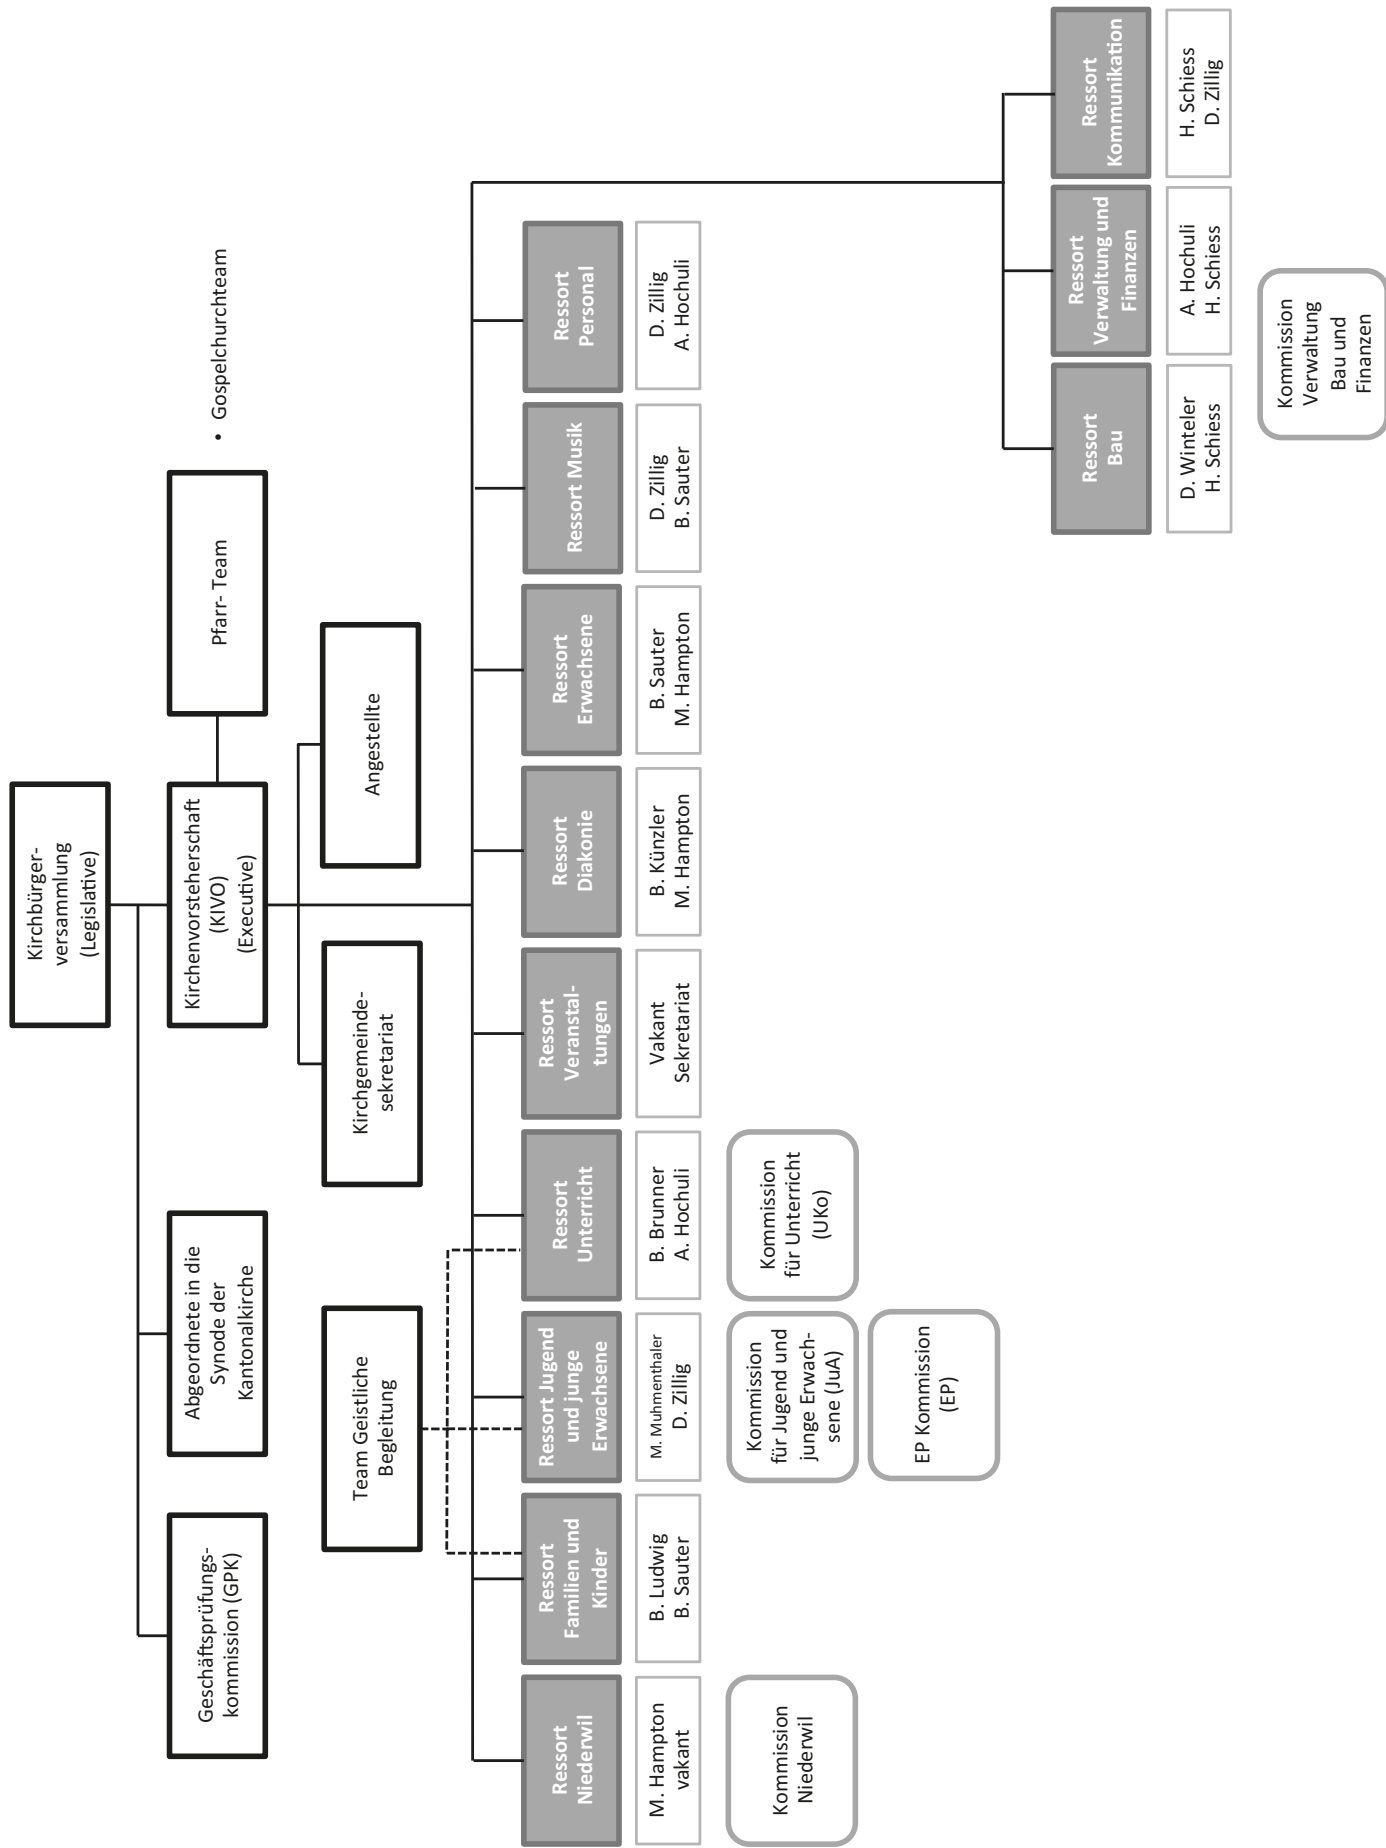 Kirchbürger-
versammlung
(Legislative)
Geschäftsprüfungs-
kommission (GPK)
Abgeordnete in die
Synode der
Kantonalkirche
Kirchenvorsteherschaft
(KIVO)
(Executive)
Pfarr- Team
• Gospelchurchteam
Team Geistliche
Begleitung
Kirchgemeinde-
sekretariat
Angestellte
Ressort
Niederwil
M. Hampton
vakant
Kommission
Niederwil
Ressort
Familien und
Kinder
B. Ludwig
B. Sauter
Ressort Jugend
und junge
Erwachsene
M. Muhmenthaler
D. Zillig
Kommission
für Jugend und
junge Erwach-
sene (JuA)
EP Kommission
(EP)
Ressort
Unterricht
B. Brunner
A. Hochuli
Kommission
für Unterricht
(UKo)
Ressort
Veranstal-
tungen
Vakant
Sekretariat
Ressort
Diakonie
B. Künzler
M. Hampton
Ressort
Erwachsene
B. Sauter
M. Hampton
Ressort Musik
D. Zillig
B. Sauter
Ressort
Personal
D. Zillig
A. Hochuli
Ressort
Bau
D. Winteler
H. Schiess
Ressort
Verwaltung und
Finanzen
A. Hochuli
H. Schiess
Ressort
Kommunikation
H. Schiess
D. Zillig
Kommission
Verwaltung
Bau und
Finanzen